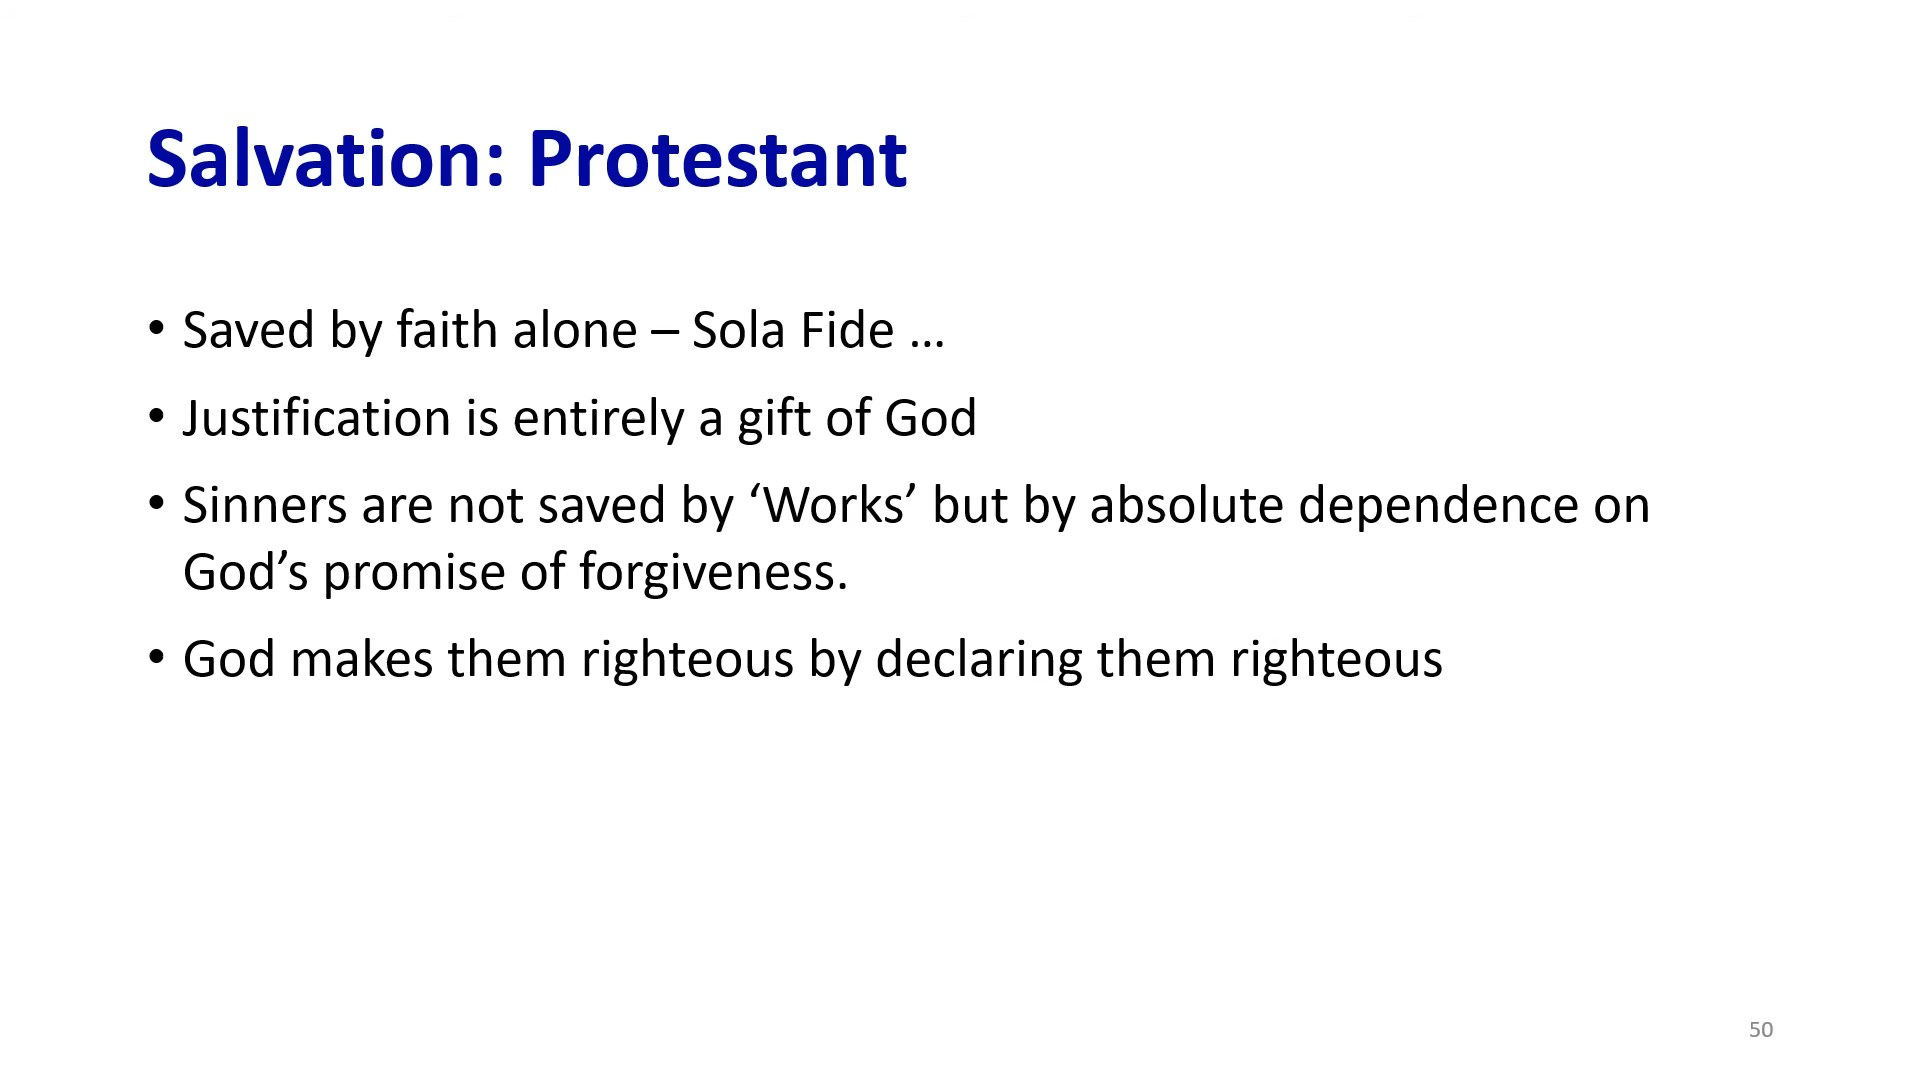 Salvation: Protestant
• Saved by faith alone – Sola Fide …
• Justification is entirely a gift of God
• Sinners are not saved by ‘Works’ but by absolute dependence on
God’s promise of forgiveness.
• God makes them righteous by declaring them righteous
50